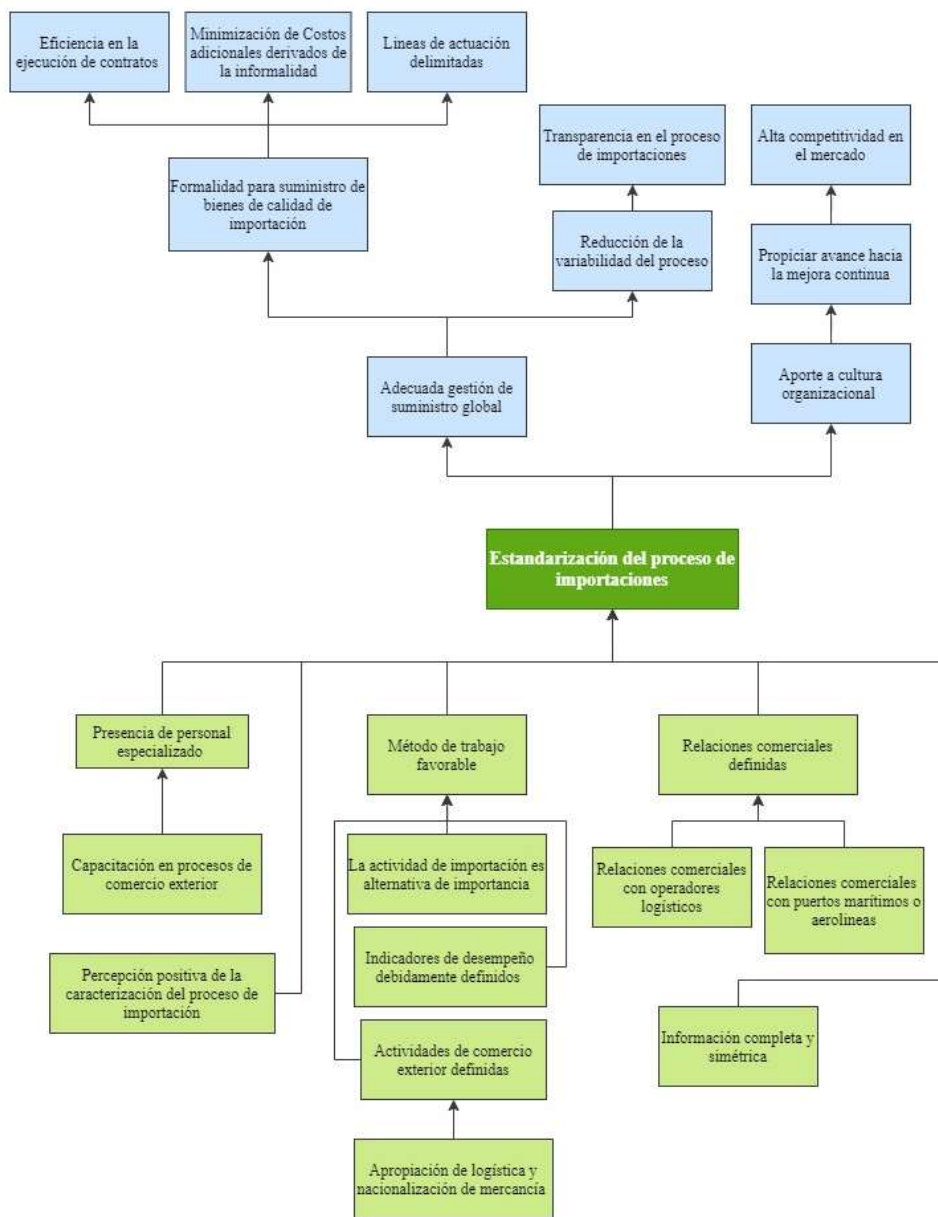 Eficiencia en la
ejecución de contratos
Minimización de Costos
adicionales derivados de
la informalidad
Lineas de actuación
delimitadas
Transparencia en el proceso
de importaciones
Alta competitividad en
el mercado
Formalidad para suministro de
bienes de calidad de
importación
Reducción de la
variabilidad del proceso
Propiciar avance hacia
la mejora continua
Adecuada gestión de
suministro global
Aporte a cultura
organizacional
Estandarización del proceso de
importaciones
Presencia de personal
especializado
Método de trabajo
favorable
Relaciones comerciales
definidas
Capacitación en procesos de
comercio exterior
La actividad de importación es
alternativa de importancia
Relaciones comerciales
con operadores
logísticos
Relaciones comerciales
con puertos marítimos o
aerolineas
Percepción positiva de la
caracterización del proceso de
importación
Indicadores de desempeño
debidamente definidos
Actividades de comercio
exterior definidas
Información completa y
simétrica
Apropiación de logística y
nacionalización de mercancía